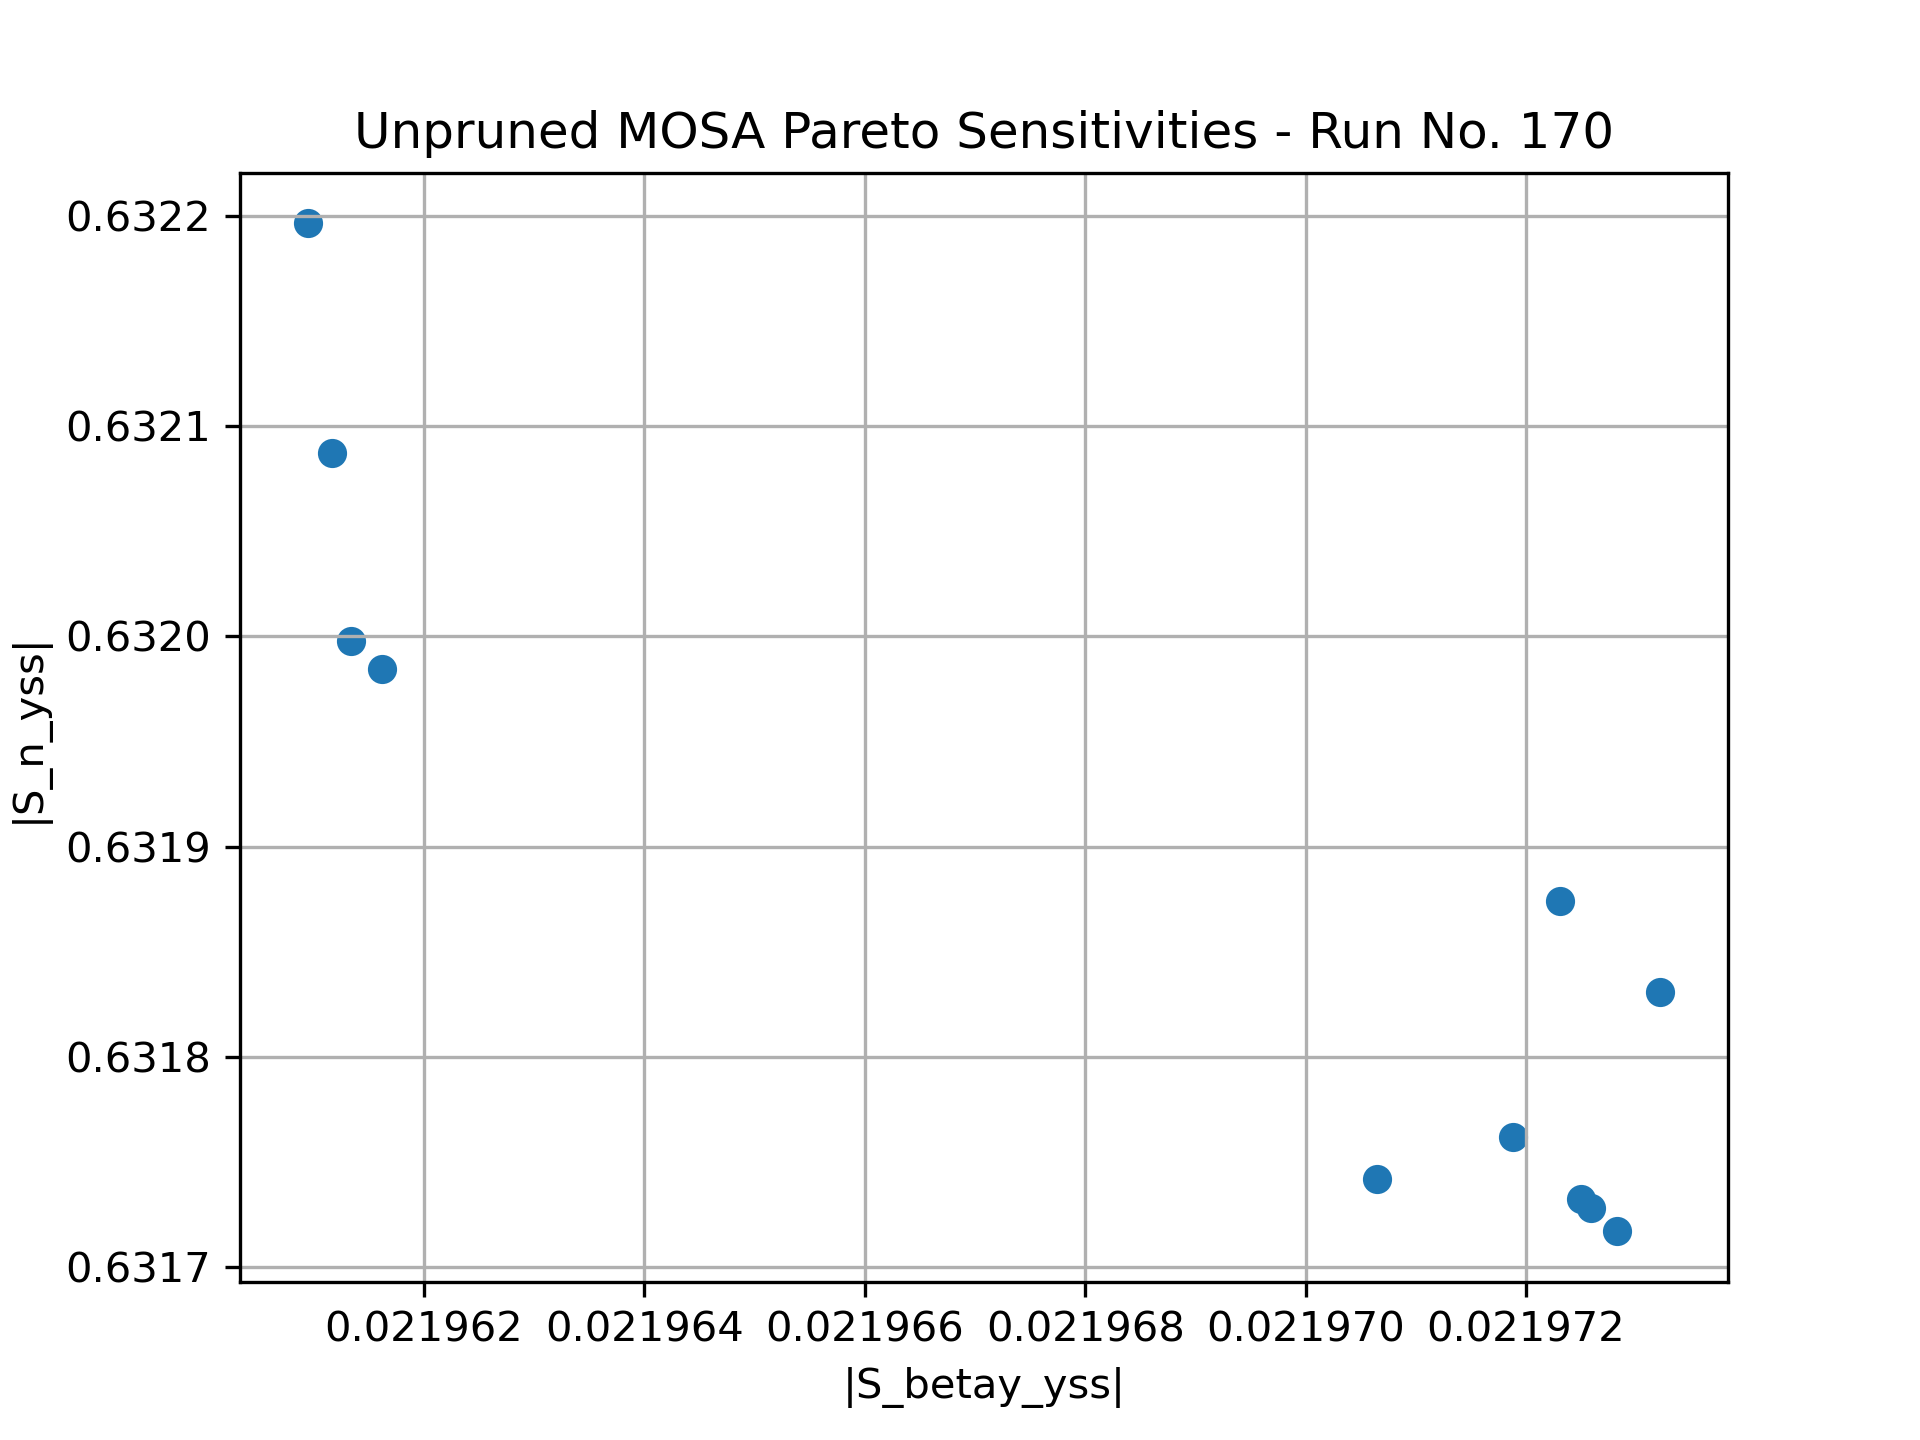 Unpruned MOSA Pareto Sensitivities - Run No. 170
0.6322
0.6321
0.6320
0.6319
0.6318
0.6317
|S_n_yss|
0.021962 0.021964 0.021966 0.021968 0.021970 0.021972
|S_betay_yss|